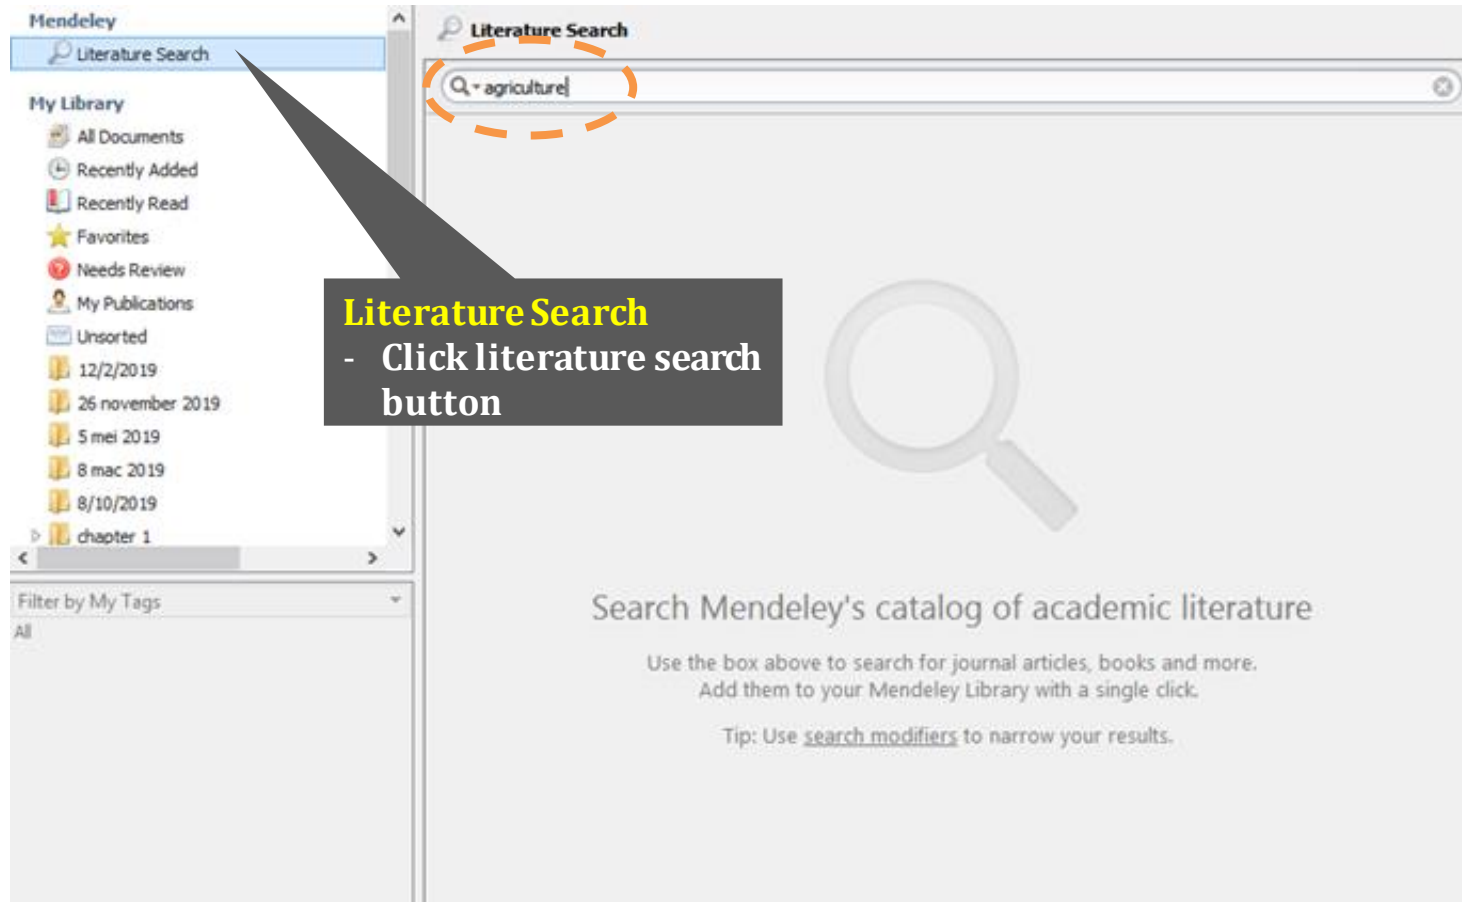 Mendeley
Literature Search
My Library
All Documents
Recently Added
Recently Read
Favorites
Needs Review
My Publications
Unsorted
12/2/2019
26 november 2019
5 mei 2019
8 mac 2019
8/10/2019
chapter 1
Filter by My Tags
All
Literature Search
agriculture
Literature Search
- Click literature search
button
Search Mendeley's catalog of academic literature
Use the box above to search for journal articles, books and more.
Add them to your Mendeley Library with a single click.
Tip: Use search modifiers to narrow your results.